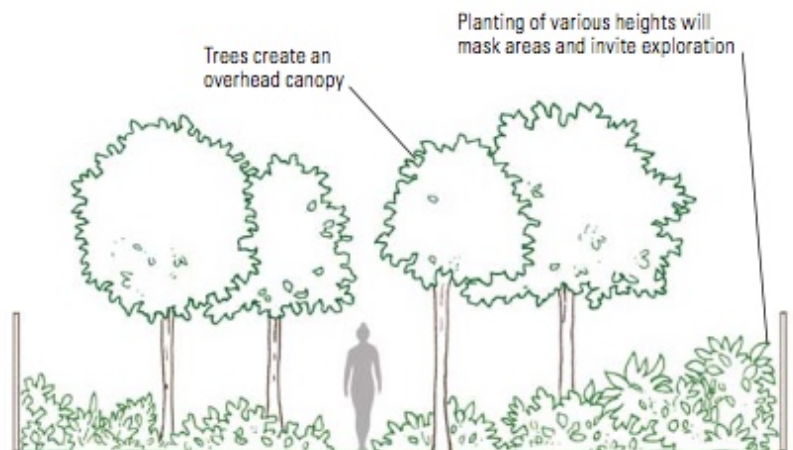 Trees create an
overhead canopy
Planting of various heights will
mask areas and invite exploration